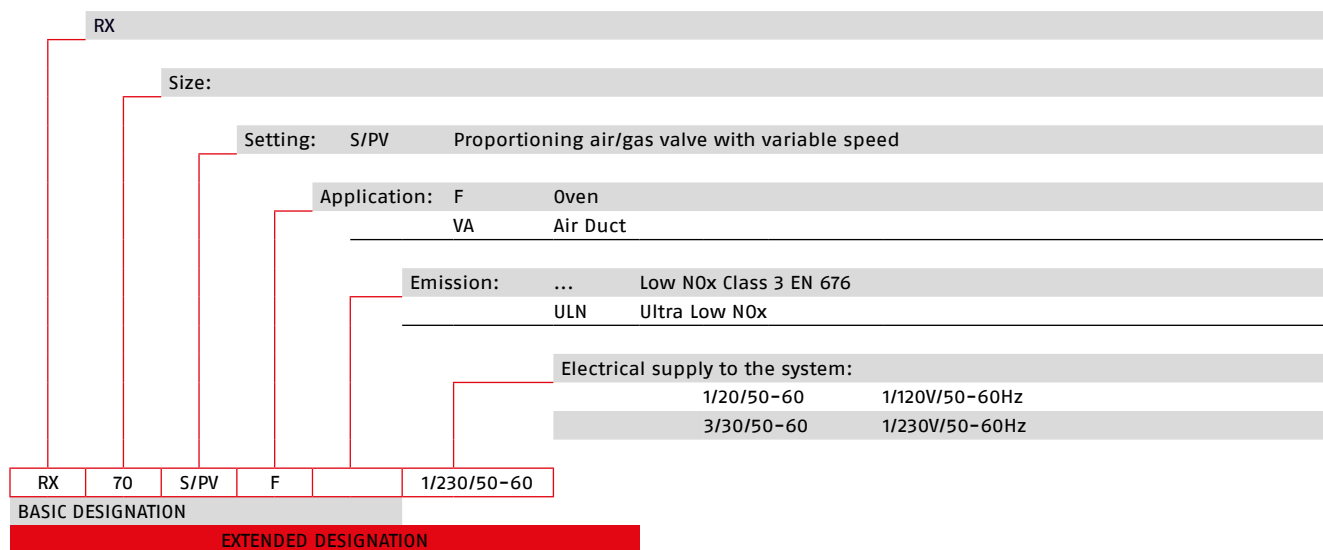 RX
Size:
Setting: S/PV Proportioning air/gas valve with variable speed
Application: F Oven
VA Air Duct
Emission: ... Low NOx Class 3 EN 676
ULN Ultra Low NOx
Electrical supply to the system:
1/20/50-60 1/120V/50-60Hz
3/30/50-60 1/230V/50-60Hz
RX 70 S/PV F 1/230/50-60
BASIC DESIGNATION
EXTENDED DESIGNATION